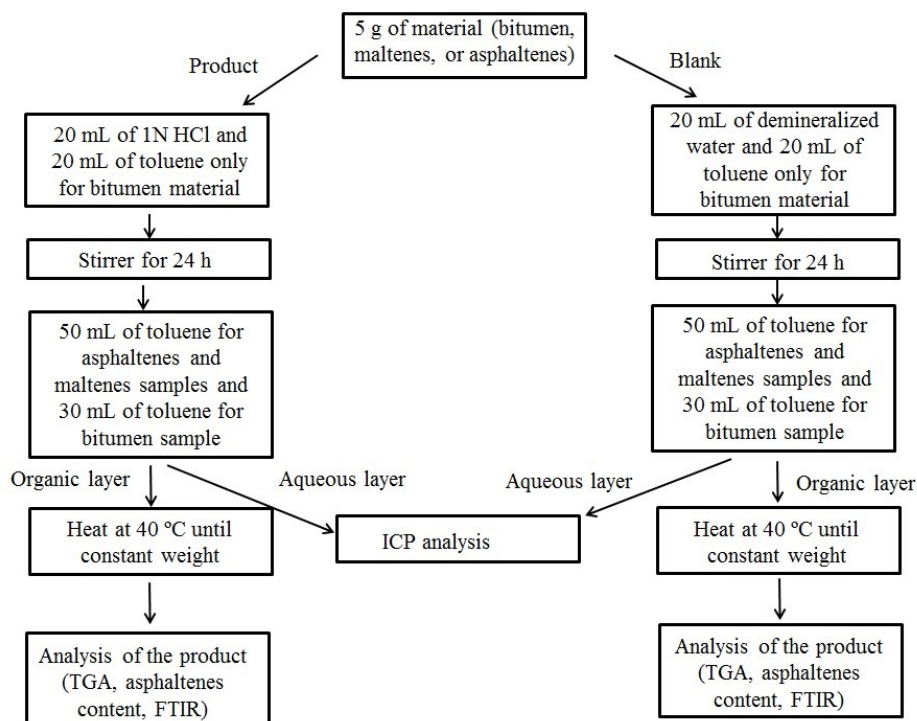 5 g of material (bitumen,
maltenes, or asphaltenes)
Product
Blank
20 mL of 1N HCl and
20 mL of toluene only
for bitumen material
20 mL of demineralized
water and 20 mL of
toluene only for
bitumen material
Stirrer for 24 h
Stirrer for 24 h
50 mL of toluene for
asphaltenes and
maltenes samples and
30 mL of toluene for
bitumen sample
50 mL of toluene for
asphaltenes and
maltenes samples and
30 mL of toluene for
bitumen sample
Organic layer
Aqueous layer
Aqueous layer
Organic layer
Heat at 40 ºC until
constant weight
ICP analysis
Heat at 40 ºC until
constant weight
Analysis of the product
(TGA, asphaltenes
content, FTIR)
Analysis of the product
(TGA, asphaltenes
content, FTIR)